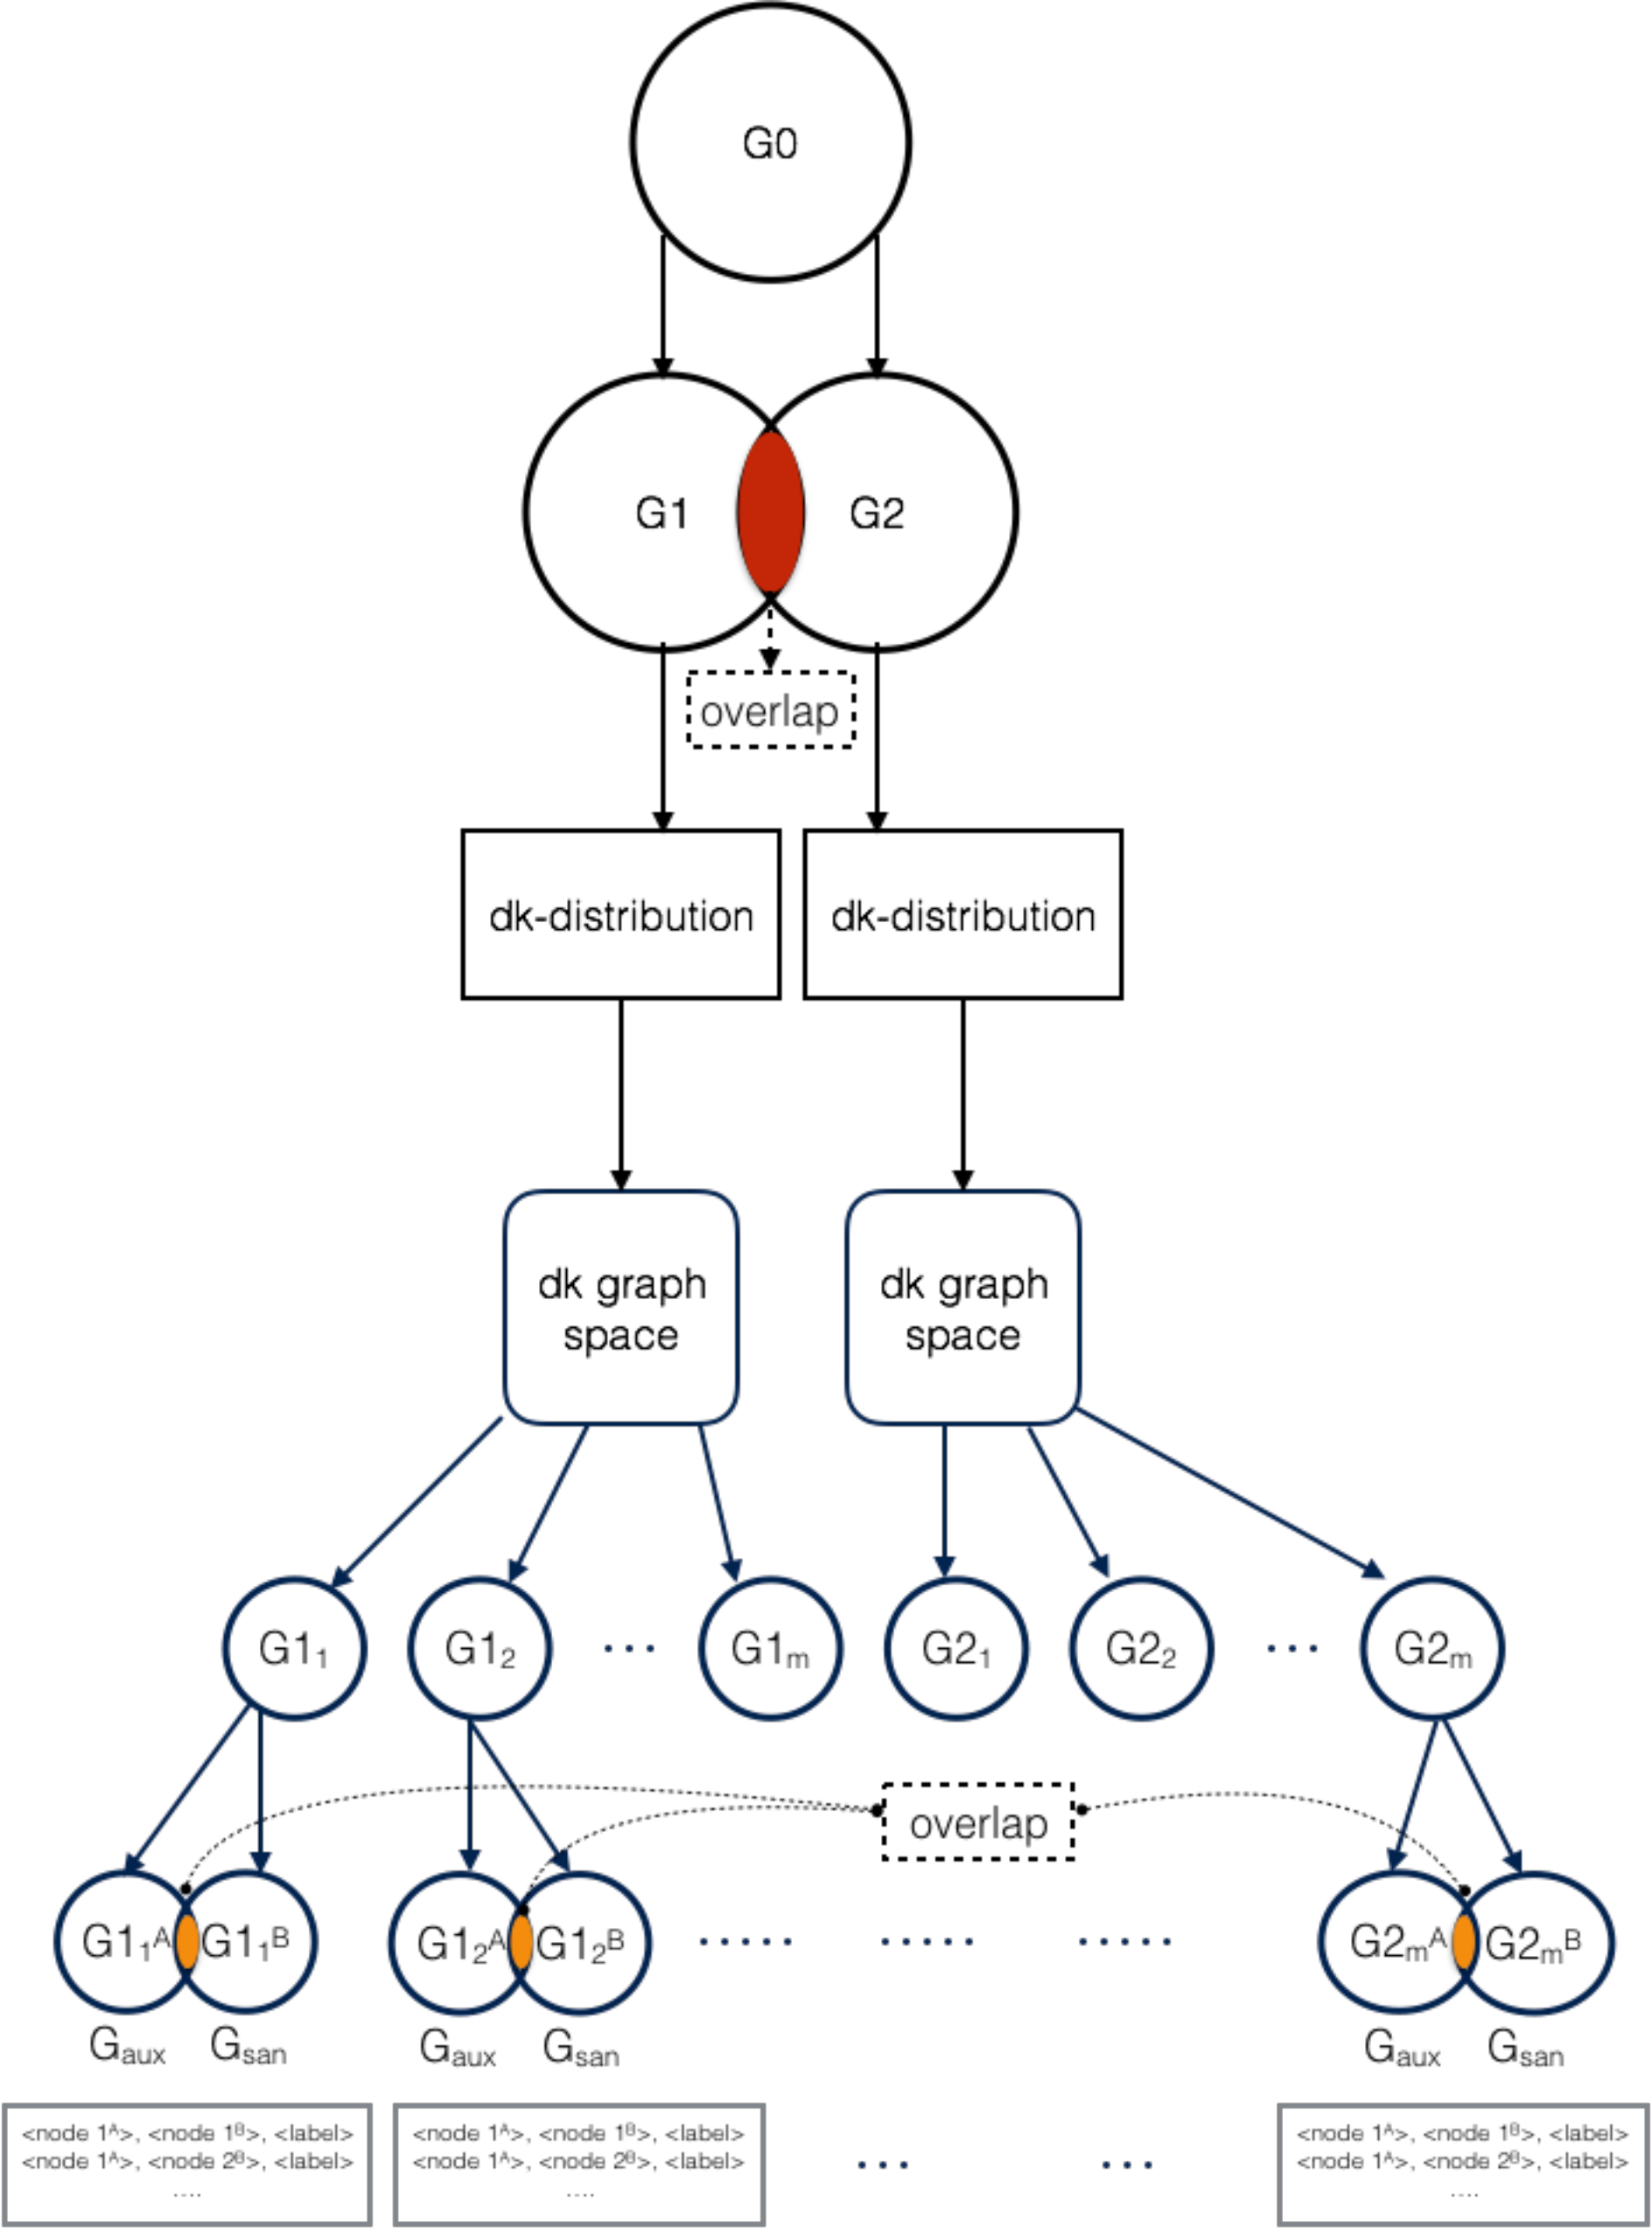 G0
G1
G2
overlap
dk-distribution
dk-distribution
dk graph
space
dk graph
space
G1₁
G1₂
...
G1ₘ
G2₁
G2₂
...
G2ₘ
overlap
G1₁ᴬ
G1₁ᴮ
G1₂ᴬ
G1₂ᴮ
.....
.....
.....
G2ₘᴬ
G2ₘᴮ
Gaux
Gsan
Gaux
Gsan
Gaux
Gsan
<node 1ᴬ>, <node 1ᴮ>, <label>
<node 1ᴬ>, <node 2ᴮ>, <label>
....
<node 1ᴬ>, <node 1ᴮ>, <label>
<node 1ᴬ>, <node 2ᴮ>, <label>
....
...
...
<node 1ᴬ>, <node 1ᴮ>, <label>
<node 1ᴬ>, <node 2ᴮ>, <label>
....